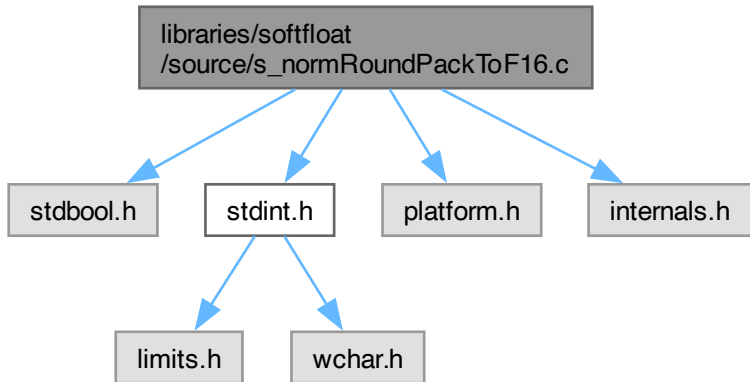 libraries/softfloat
/source/s_normRoundPackToF16.c
stdbool.h
stdint.h
platform.h
internals.h
limits.h
wchar.h